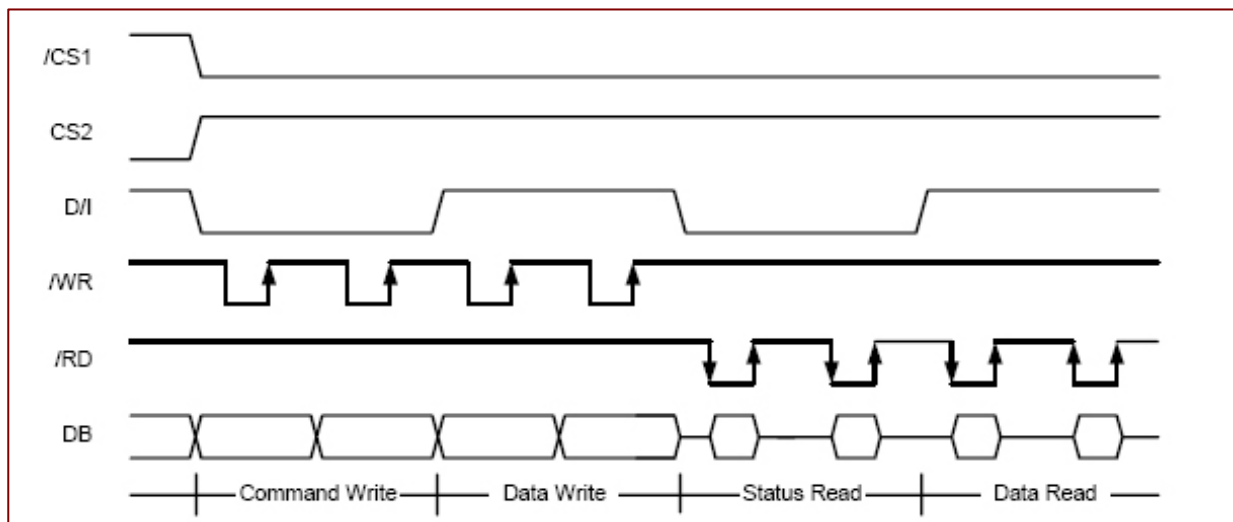 /CS1
CS2
D/I
/WR
/RD
DB
Command Write Data Write Status Read Data Read